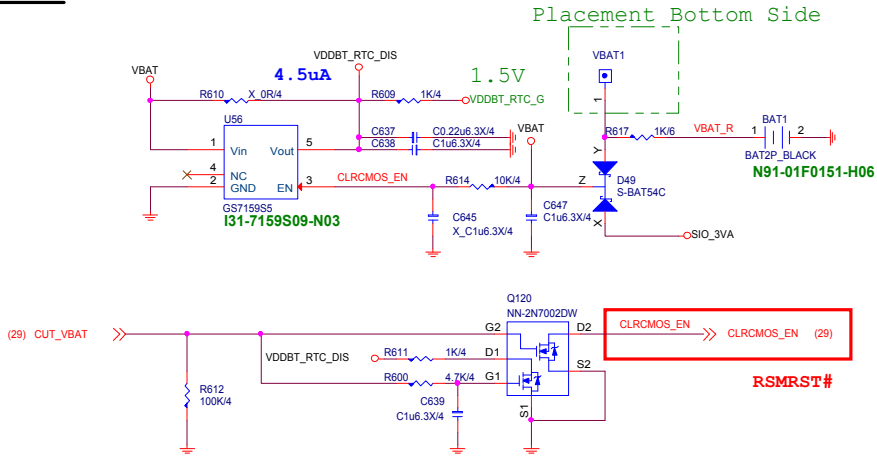 Placement Bottom Side
VBAT
VDDBT_RTC_DIS
4.5uA
1.5V
VBAT1
1
R610
X_0R/4
R609
1K/4
VDDBT_RTC_G
U56
1
Vin
Vout
5
4
NC
2
GND
EN
3
GS7159S5
I31-7159S09-N03
C637
C0.22u6.3X/4
C638
C1u6.3X/4
VBAT
CLRCMOS_EN
R614
10K/4
C645
X_C1u6.3X/4
C647
C1u6.3X/4
R617
1K/6
VBAT_R
BAT1
1
2
BAT2P_BLACK
N91-01F0151-H06
Y
Z
X
D49
S-BAT54C
SIO_3VA
Q120
NN-2N7002DW
(29)
CUT_VBAT
G2
D2
CLRCMOS_EN
CLRCMOS_EN
(29)
VDDBT_RTC_DIS
R611
1K/4
D1
S2
R600
4.7K/4
G1
S1
R612
100K/4
C639
C1u6.3X/4
RSMRST#